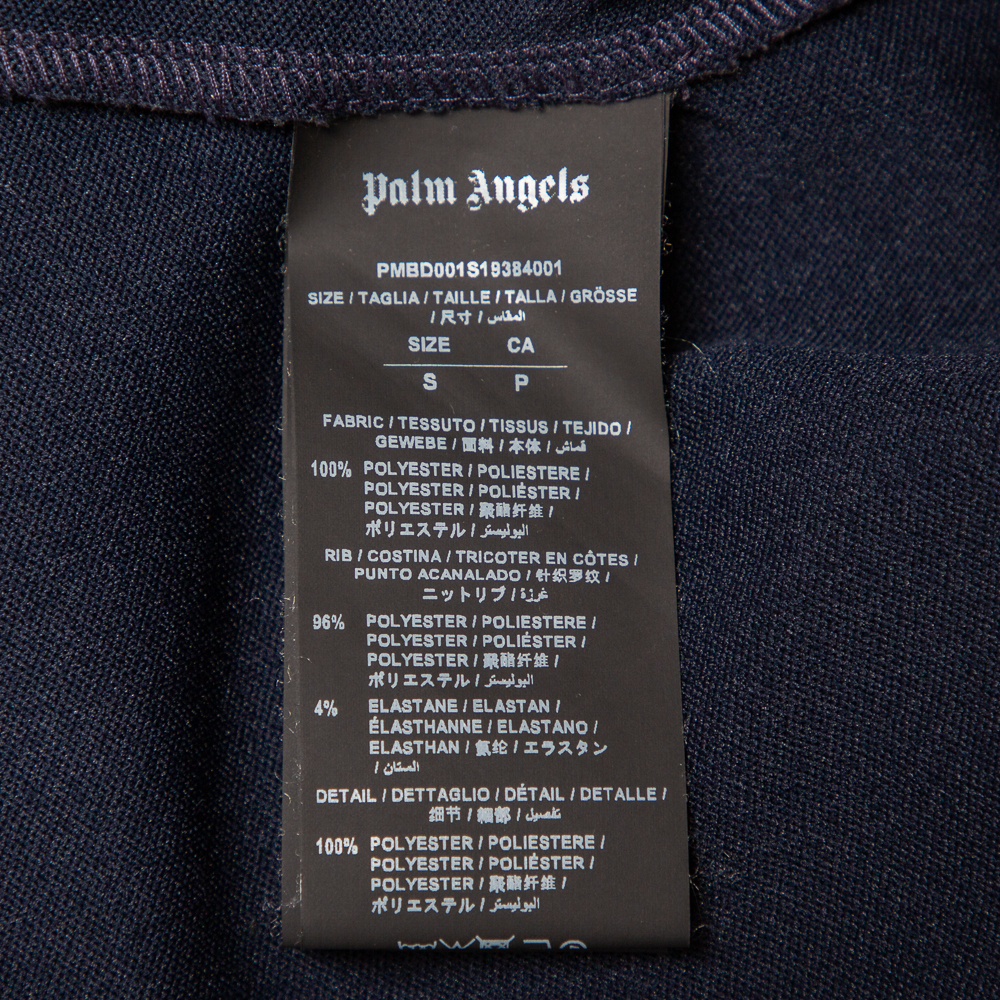 Palm Angels
PMBD001S19384001
SIZE / TAGLIA / TAILLE / TALLA / GRÖSSE
/ 尺寸 / المقاس
SIZE CA
S P
FABRIC / TESSUTO / TISSUS / TEJIDO /
GEWEBE / 面料 / 本体 / قماش
100% POLYESTER / POLIESTERE /
POLYESTER / POLIÉSTER /
POLYESTER / 聚酯纤维 /
ポリエステル / البوليستر
RIB / COSTINA / TRICOTER EN CÔTES /
PUNTO ACANALADO / 针织罗纹 /
ニットリブ / غرزة
96% POLYESTER / POLIESTERE /
POLYESTER / POLIÉSTER /
POLYESTER / 聚酯纤维 /
ポリエステル / البوليستر
4% ELASTANE / ELASTAN /
ÉLASTHANNE / ELASTANO /
ELASTHAN / 氨纶 / エラスタン
/ الستان
DETAIL / DETTAGLIO / DÉTAIL / DETALLE /
细节 / 細部 / تفصيل
100% POLYESTER / POLIESTERE /
POLYESTER / POLIÉSTER /
POLYESTER / 聚酯纤维 /
ポリエステル / البوليستر